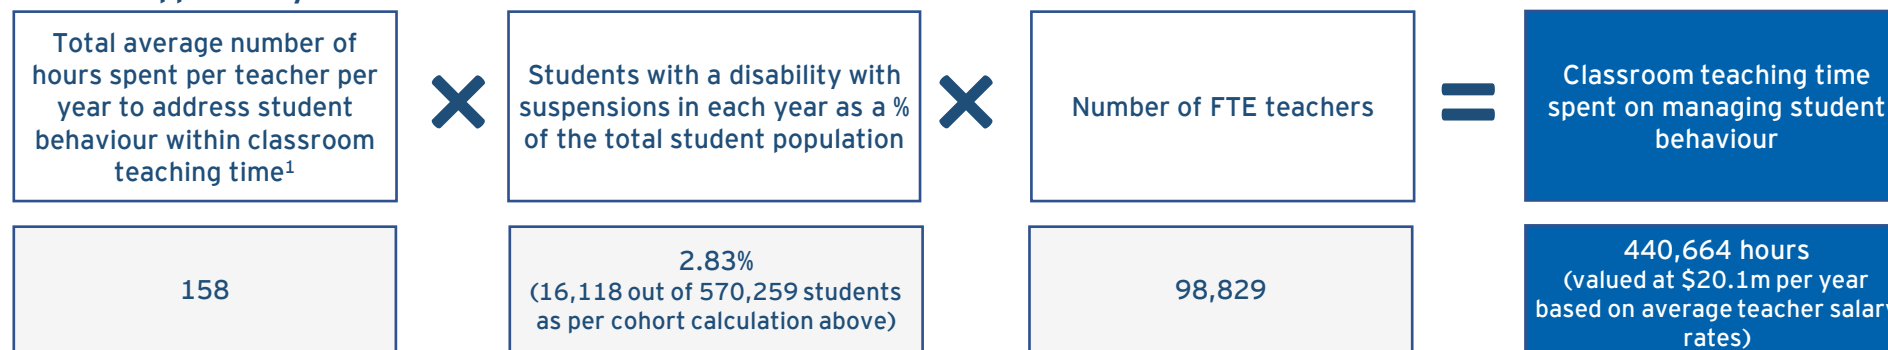 Total average number of
hours spent per teacher per
year to address student
behaviour within classroom
teaching time1
×
Students with a disability with
suspensions in each year as a %
of the total student population
×
Number of FTE teachers
=
Classroom teaching time
spent on managing student
behaviour
158
2.83%
(16,118 out of 570,259 students
as per cohort calculation above)
98,829
440,664 hours
(valued at $20.1m per year
based on average teacher salary
rates)